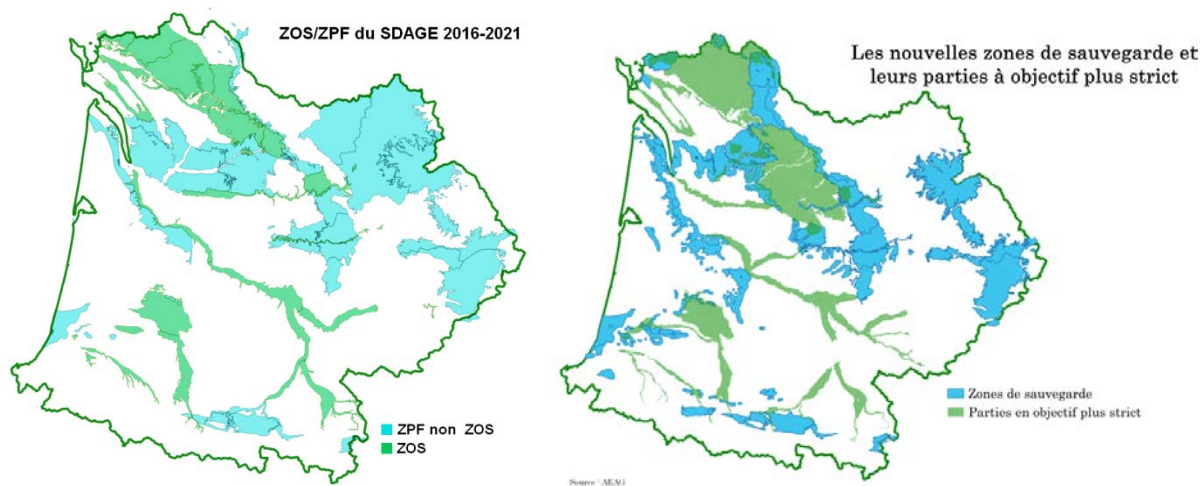 ZOS/ZPF du SDAGE 2016-2021
ZPF non ZOS
ZOS
Les nouvelles zones de sauvegarde et
leurs parties à objectif plus strict
Zones de sauvegarde
Parties en objectif plus strict
Source : AEAG